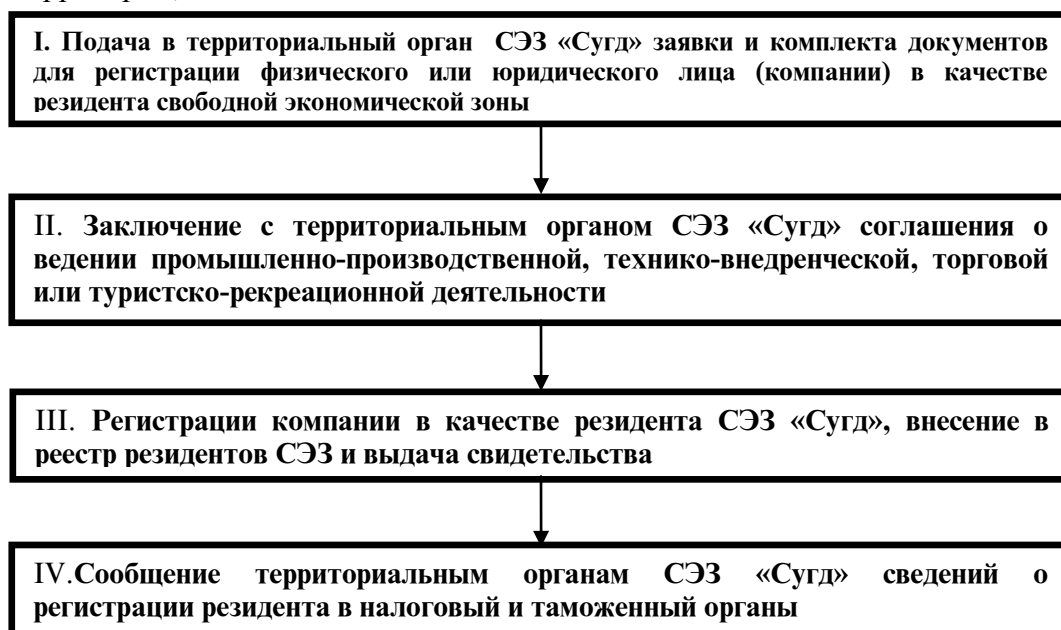 I. Подача в территориальный орган СЭЗ «Сугд» заявки и комплекта документов
для регистрации физического или юридического лица (компании) в качестве
резидента свободной экономической зоны
II. Заключение с территориальным органом СЭЗ «Сугд» соглашения о
ведении промышленно-производственной, технико-внедренческой, торговой
или туристско-рекреационной деятельности
III. Регистрации компании в качестве резидента СЭЗ «Сугд», внесение в
реестр резидентов СЭЗ и выдача свидетельства
IV.Сообщение территориальным органам СЭЗ «Сугд» сведений о
регистрации резидента в налоговый и таможенный органы